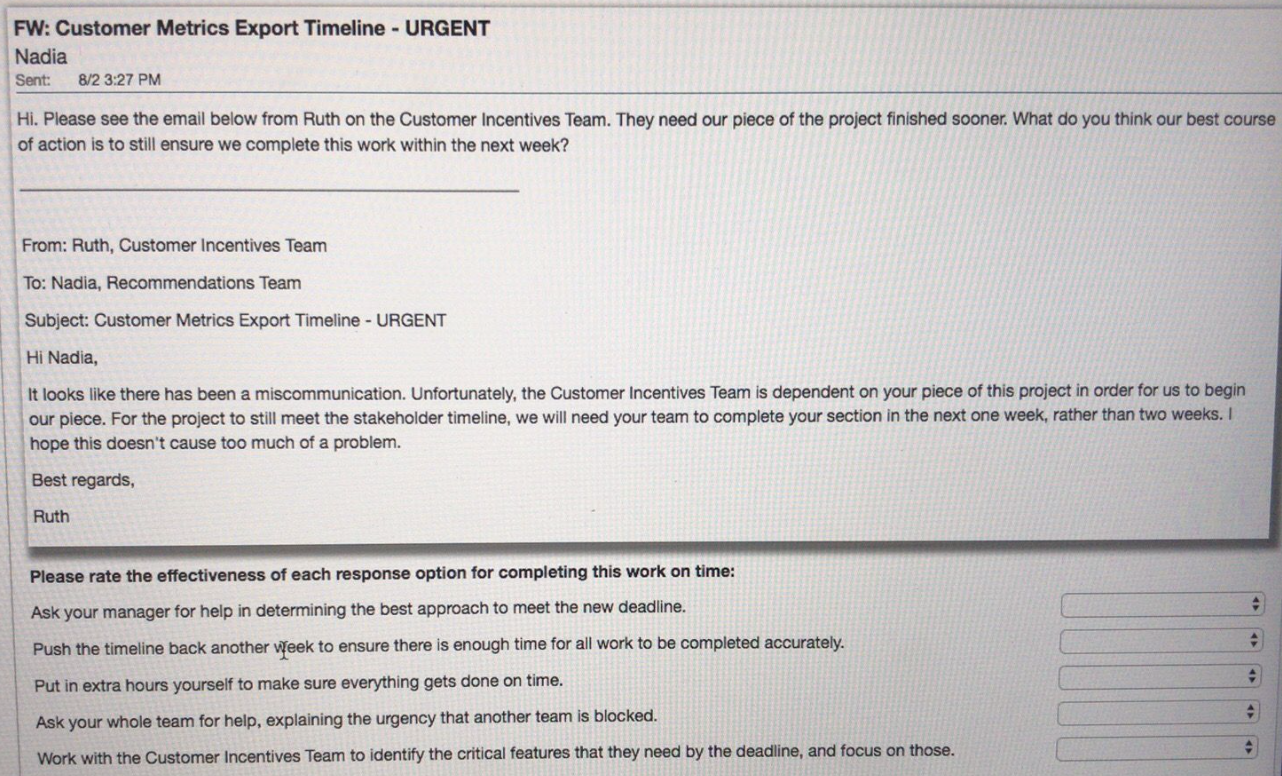 FW: Customer Metrics Export Timeline - URGENT
Nadia
Sent: 8/2 3:27 PM
Hi. Please see the email below from Ruth on the Customer Incentives Team. They need our piece of the project finished sooner. What do you think our best course
of action is to still ensure we complete this work within the next week?
From: Ruth, Customer Incentives Team
To: Nadia, Recommendations Team
Subject: Customer Metrics Export Timeline - URGENT
Hi Nadia,
It looks like there has been a miscommunication. Unfortunately, the Customer Incentives Team is dependent on your piece of this project in order for us to begin
our piece. For the project to still meet the stakeholder timeline, we will need your team to complete your section in the next one week, rather than two weeks. I
hope this doesn't cause too much of a problem.
Best regards,
Ruth
Please rate the effectiveness of each response option for completing this work on time:
Ask your manager for help in determining the best approach to meet the new deadline.
Push the timeline back another week to ensure there is enough time for all work to be completed accurately.
Put in extra hours yourself to make sure everything gets done on time.
Ask your whole team for help, explaining the urgency that another team is blocked.
Work with the Customer Incentives Team to identify the critical features that they need by the deadline, and focus on those.